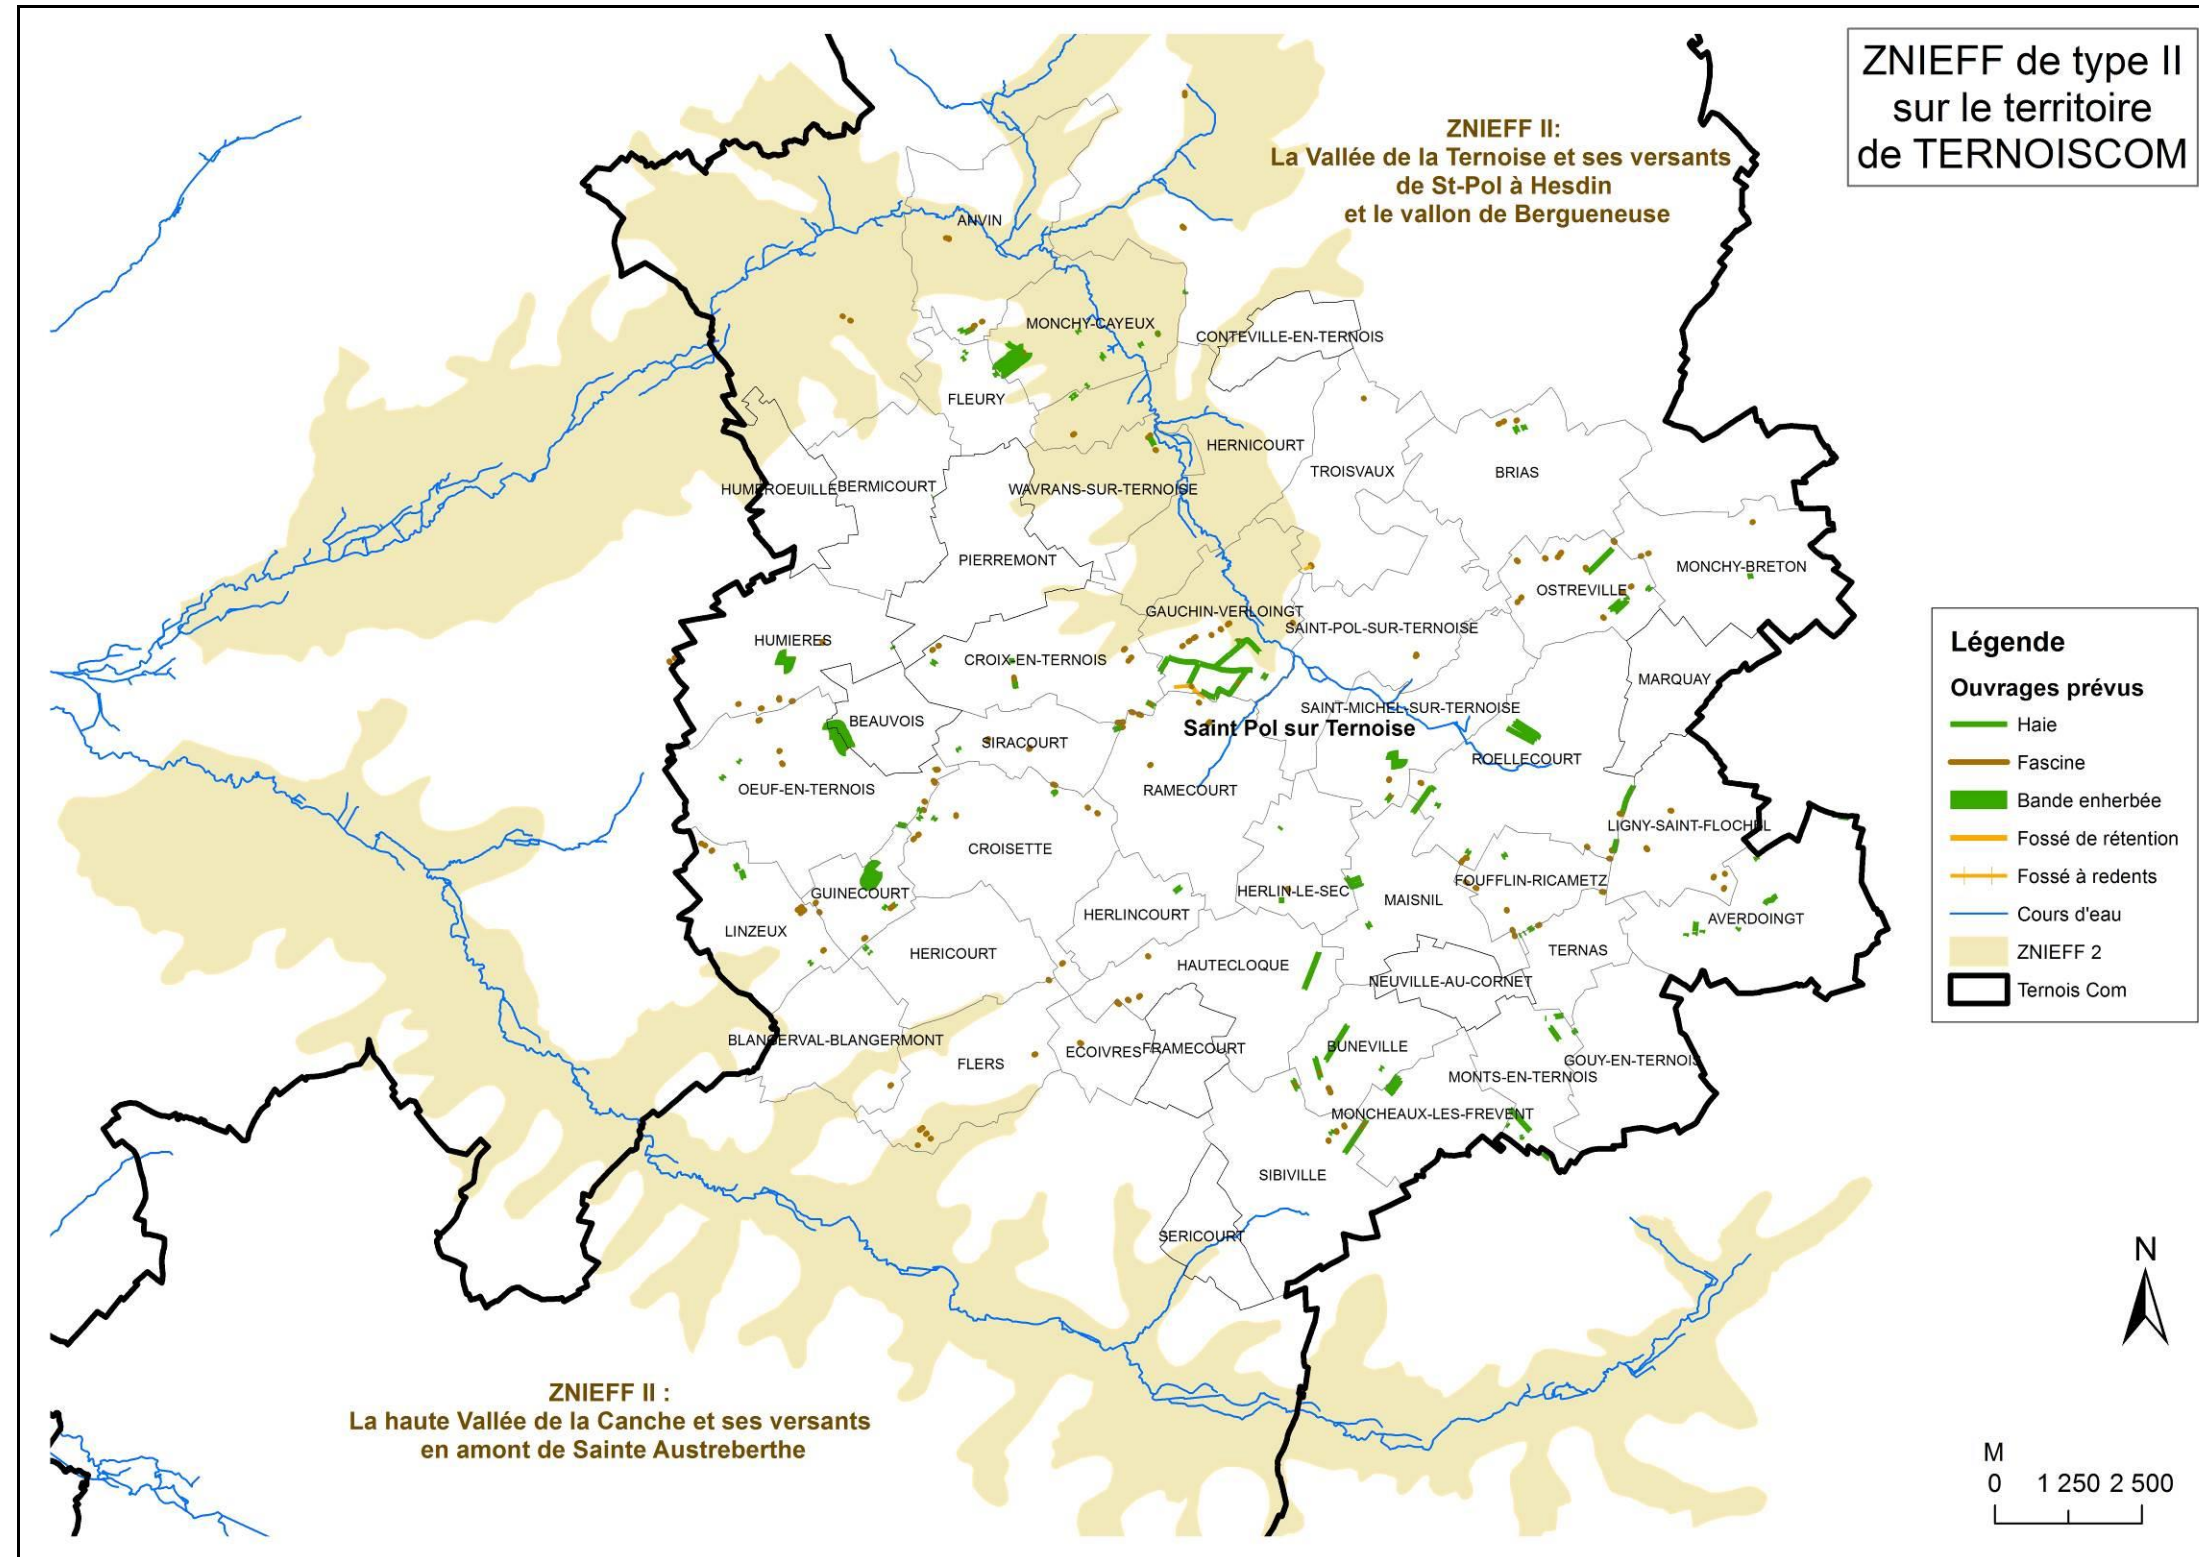 ZNIEFF de type II
sur le territoire
de TERNOISCOM
ZNIEFF II:
La Vallée de la Ternoise et ses versants
de St-Pol à Hesdin
et le vallon de Bergueneuse
ANVIN
MONCHY-CAYEUX
CONTEVILLE-EN-TERNOIS
FLEURY
HERNICOURT
TROISVAUX
BRIAS
HUMEROEUILLE
BERMICOURT
WAVRANS-SUR-TERNOISE
PIERREMONT
MONCHY-BRETON
OSTREVILLE
GAUCHIN-VERLOINGT
SAINT-POL-SUR-TERNOISE
HUMIERES
CROIX-EN-TERNOIS
MARQUAY
SAINT-MICHEL-SUR-TERNOISE
BEAUVOIS
Saint Pol sur Ternoise
SIRACOURT
ROELLECOURT
OEUF-EN-TERNOIS
RAMECOURT
LIGNY-SAINT-FLOCHEL
CROISETTE
GUINECOURT
HERLIN-LE-SEC
FOUFFLIN-RICAMETZ
MAISNIL
HERLINCOURT
AVERDOINGT
LINZEUX
HERICOURT
TERNAS
HAUTECLOQUE
NEUVILLE-AU-CORNET
BLANGERVAL-BLANGERMONT
ECOIVRES
FRAMECOURT
BUNEVILLE
FLERS
GOUY-EN-TERNOIS
MONTS-EN-TERNOIS
MONCHEAUX-LES-FREVENT
SIBIVILLE
SERICOURT
ZNIEFF II :
La haute Vallée de la Canche et ses versants
en amont de Sainte Austreberthe
Légende
Ouvrages prévus
Haie
Fascine
Bande enherbée
Fossé de rétention
Fossé à redents
Cours d'eau
ZNIEFF 2
Ternois Com
N
M
0 1 250 2 500